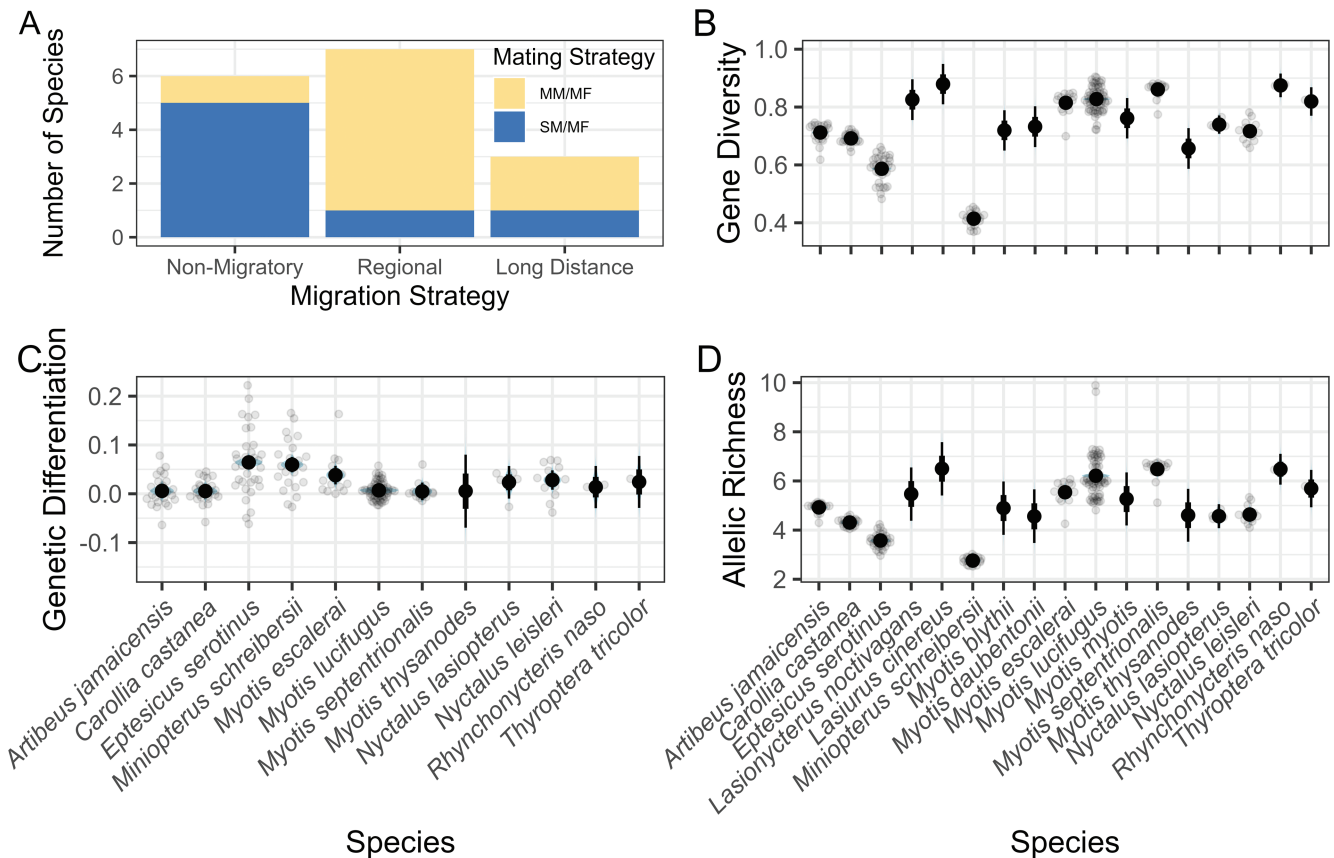 A
Number of Species
6
4
2
0
Mating Strategy
MM/MF
SM/MF
Non-Migratory
Regional
Long Distance
Migration Strategy
B
Gene Diversity
1.0
0.8
0.6
0.4
C
Genetic Differentiation
0.2
0.1
0.0
-0.1
Artibeus jamaicensis
Carollia castanea
Eptesicus serotinus
Miniopterus schreibersii
Myotis escalerai
Myotis lucifugus
Myotis septentrionalis
Myotis thysanodes
Nyctalus lasiopterus
Nyctalus leisleri
Rhynchonycteris naso
Thyroptera tricolor
Species
D
Allelic Richness
10
8
6
4
2
Artibeus jamaicensis
Carollia castanea
Eptesicus serotinus
Lasionycterus noctivagans
Lasiurus cinereus
Miniopterus schreibersii
Myotis blythii
Myotis daubentonii
Myotis escalerai
Myotis lucifugus
Myotis myotis
Myotis septentrionalis
Myotis thysanodes
Nyctalus lasiopterus
Nyctalus leisleri
Rhynchonycteris naso
Thyroptera tricolor
Species